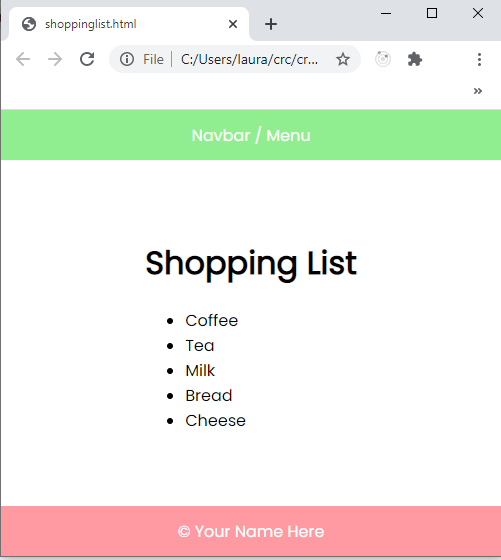 shoppinglist.html
File C:/Users/laura/crc/cr...
Navbar / Menu
Shopping List
Coffee
Tea
Milk
Bread
Cheese
© Your Name Here